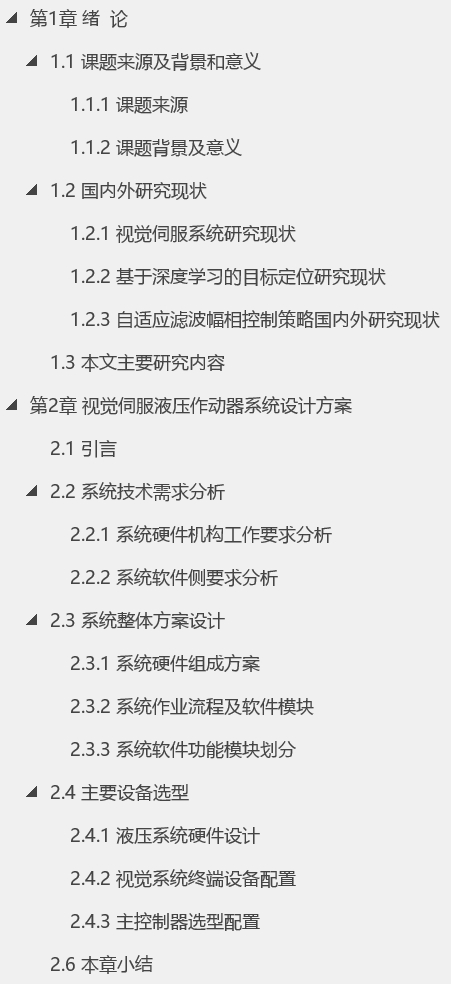 第1章 绪  论
1.1 课题来源及背景和意义
1.1.1 课题来源
1.1.2 课题背景及意义
1.2 国内外研究现状
1.2.1 视觉伺服系统研究现状
1.2.2 基于深度学习的目标定位研究现状
1.2.3 自适应滤波幅相控制策略国内外研究现状
1.3 本文主要研究内容
第2章 视觉伺服液压作动器系统设计方案
2.1 引言
2.2 系统技术需求分析
2.2.1 系统硬件机构工作要求分析
2.2.2 系统软件侧要求分析
2.3 系统整体方案设计
2.3.1 系统硬件组成方案
2.3.2 系统作业流程及软件模块
2.3.3 系统软件功能模块划分
2.4 主要设备选型
2.4.1 液压系统硬件设计
2.4.2 视觉系统终端设备配置
2.4.3 主控制器选型配置
2.6 本章小结